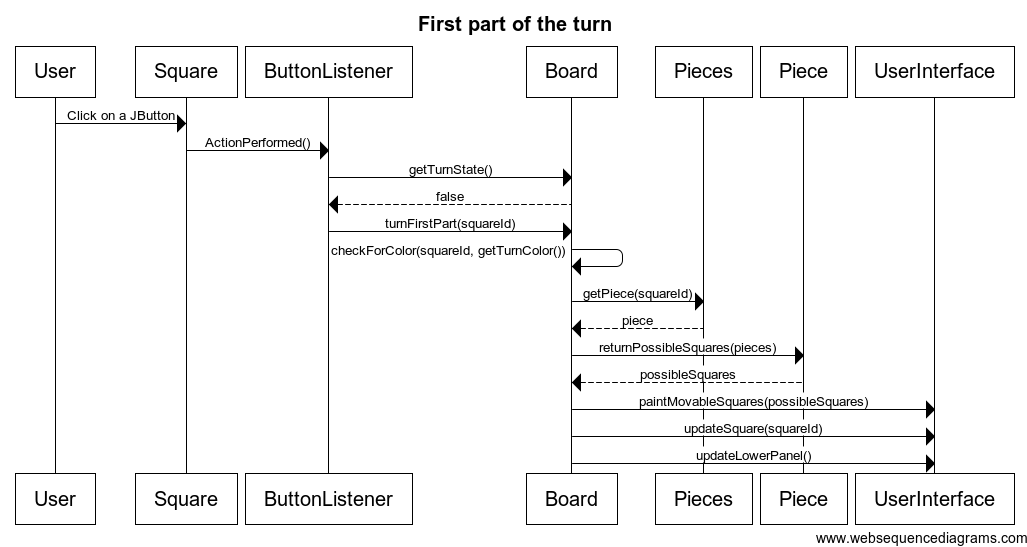 First part of the turn
User Square ButtonListener Board Pieces Piece UserInterface
Click on a JButton
ActionPerformed()
getTurnState()
false
turnFirstPart(squareId)
checkForColor(squareId, getTurnColor())
getPiece(squareId)
piece
returnPossibleSquares(pieces)
possibleSquares
paintMovableSquares(possibleSquares)
updateSquare(squareId)
updateLowerPanel()
User Square ButtonListener Board Pieces Piece UserInterface
www.websequencediagrams.com